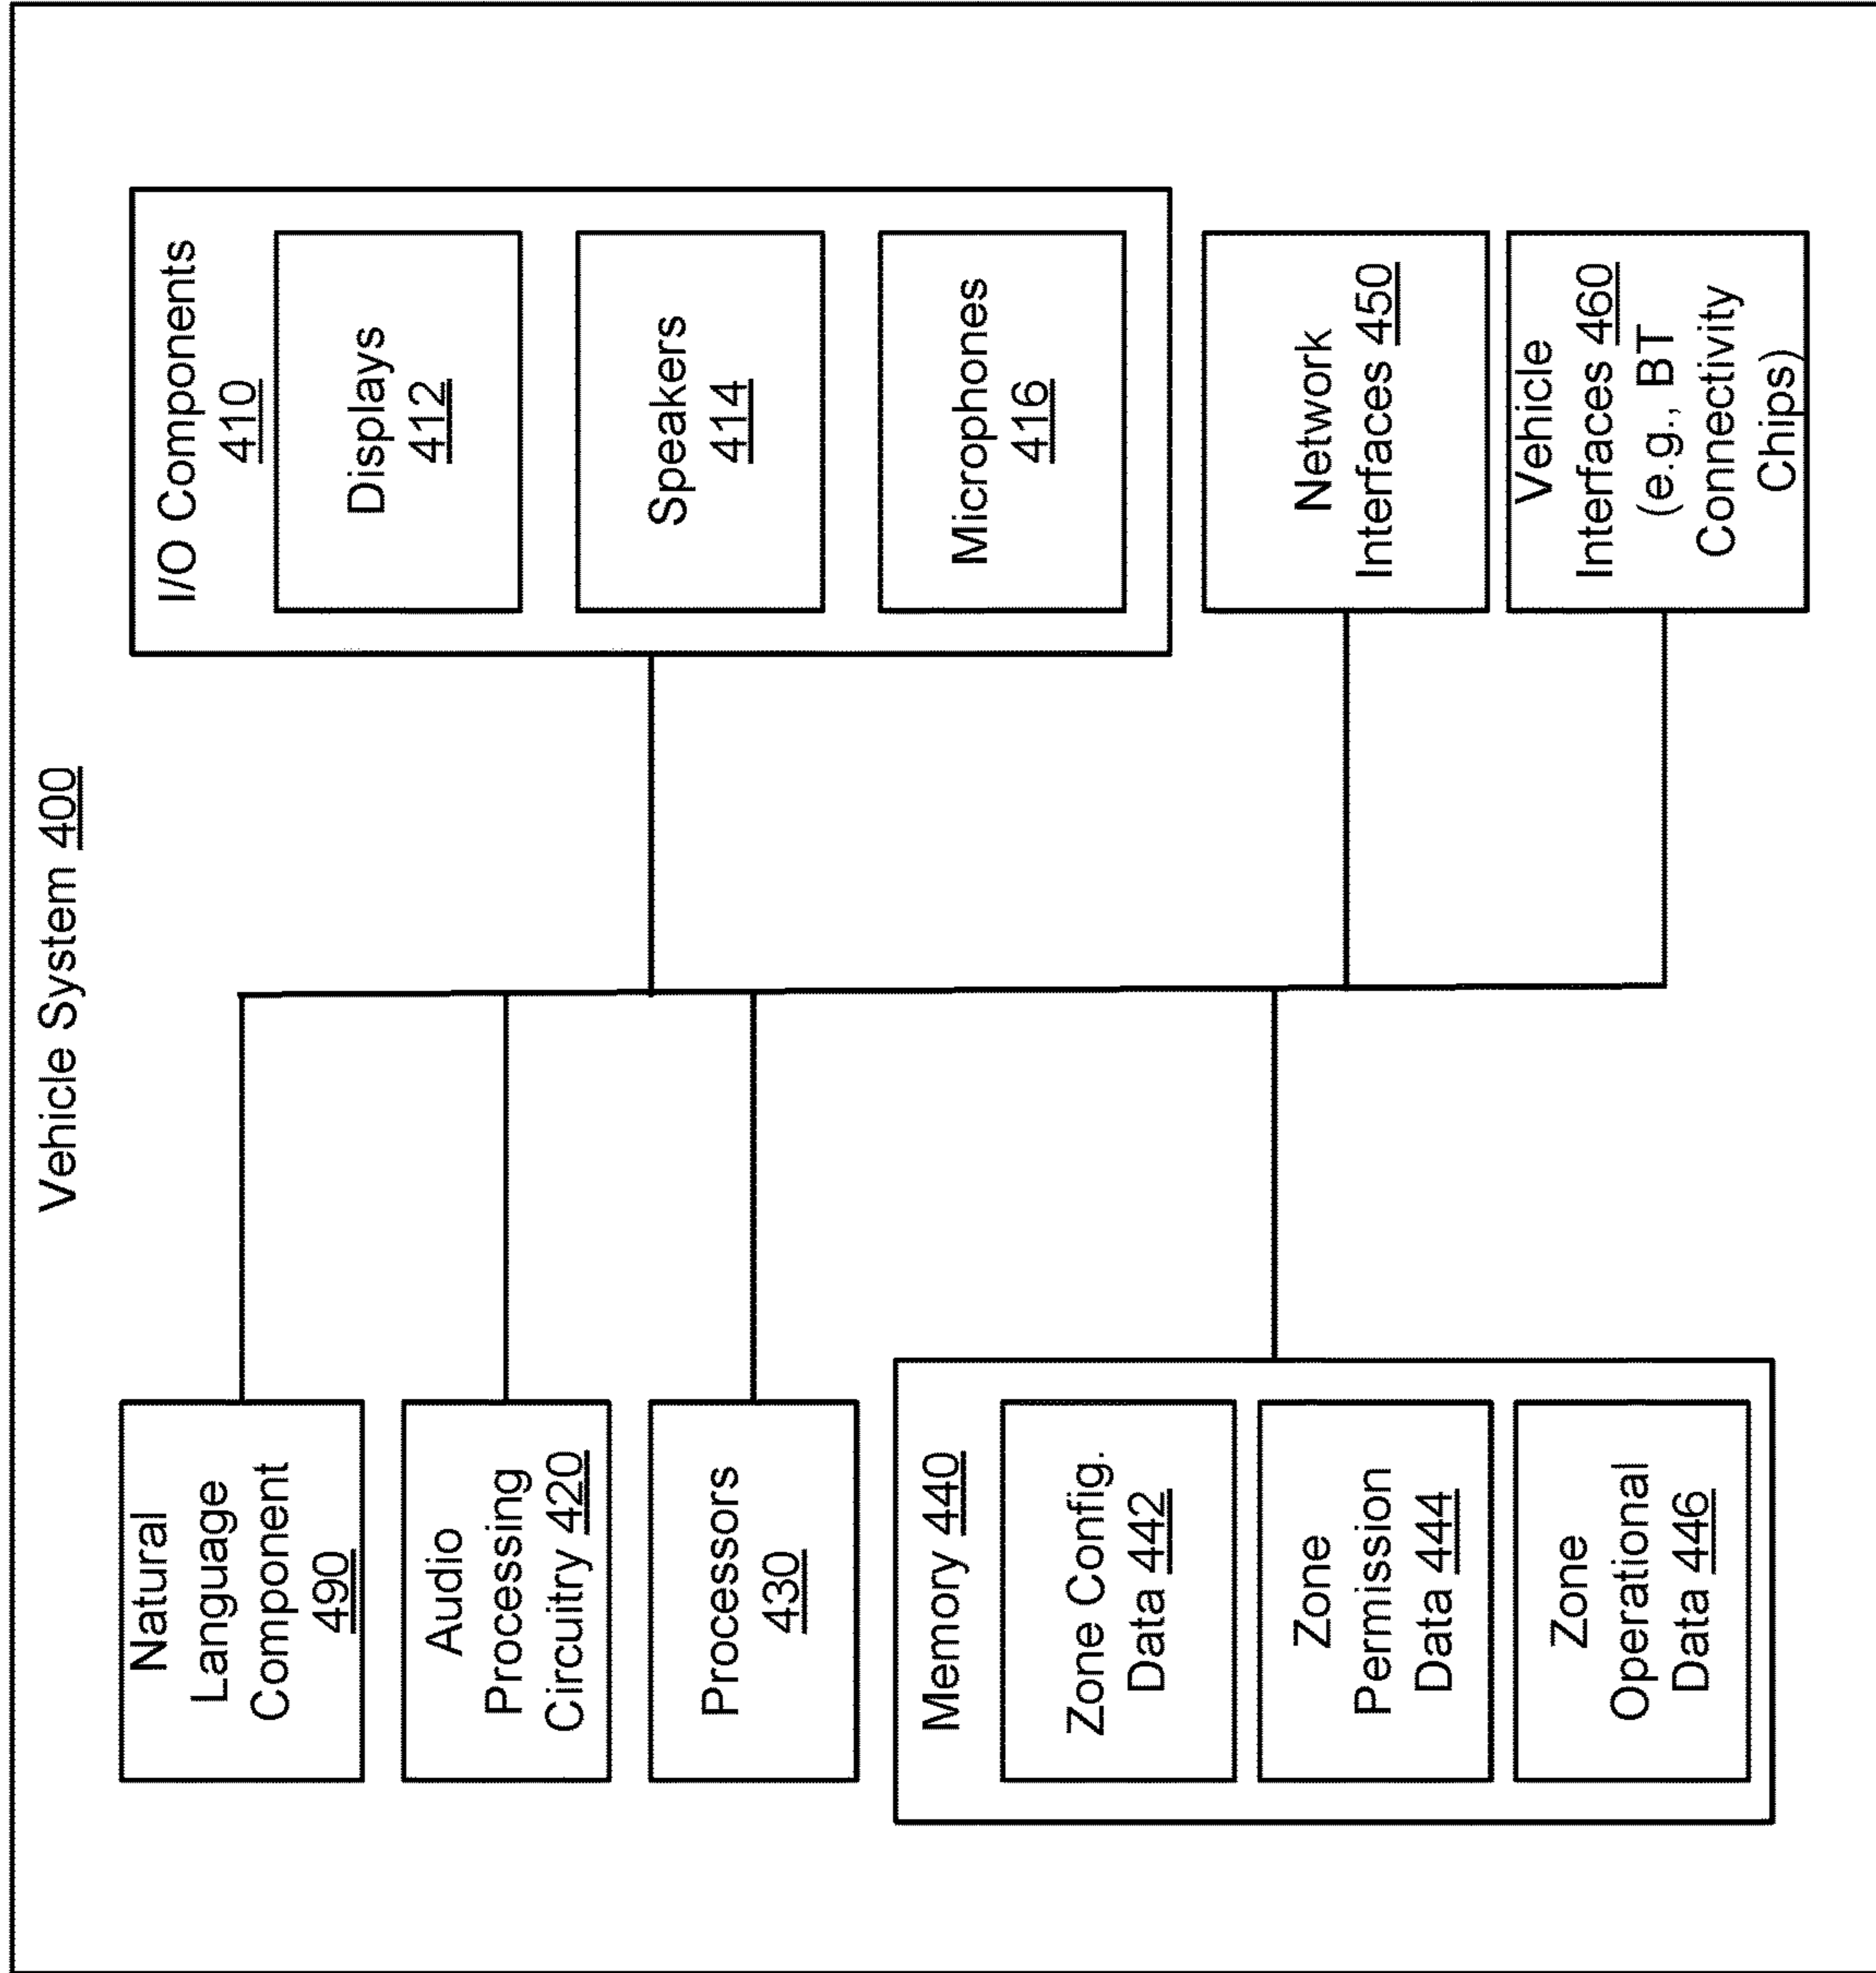 Vehicle System 400
Natural
Language
Component
490
Audio
Processing
Circuitry 420
Processors
430
Memory 440
Zone Config.
Data 442
Zone
Permission
Data 444
Zone
Operational
Data 446
I/O Components
410
Displays
412
Speakers
414
Microphones
416
Network
Interfaces 450
Vehicle
Interfaces 460
(e.g., BT
Connectivity
Chips)